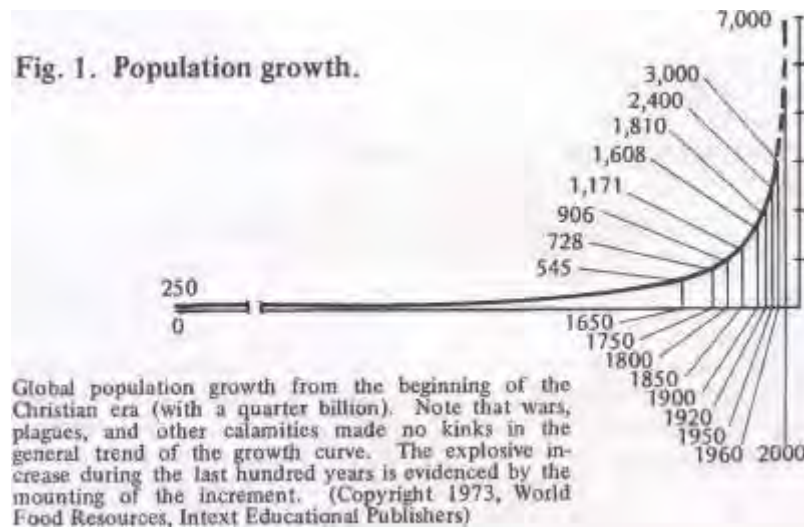 7,000
Fig. 1. Population growth.
3,000
2,400
1,810
1,608
1,171
906
728
545
250
0
1650
1750
1800
1850
1900
1920
1950
1960 2000
Global population growth from the beginning of the
Christian era (with a quarter billion). Note that wars,
plagues, and other calamities made no kinks in the
general trend of the growth curve. The explosive in-
crease during the last hundred years is evidenced by the
mounting of the increment. (Copyright 1973, World
Food Resources, Intext Educational Publishers)